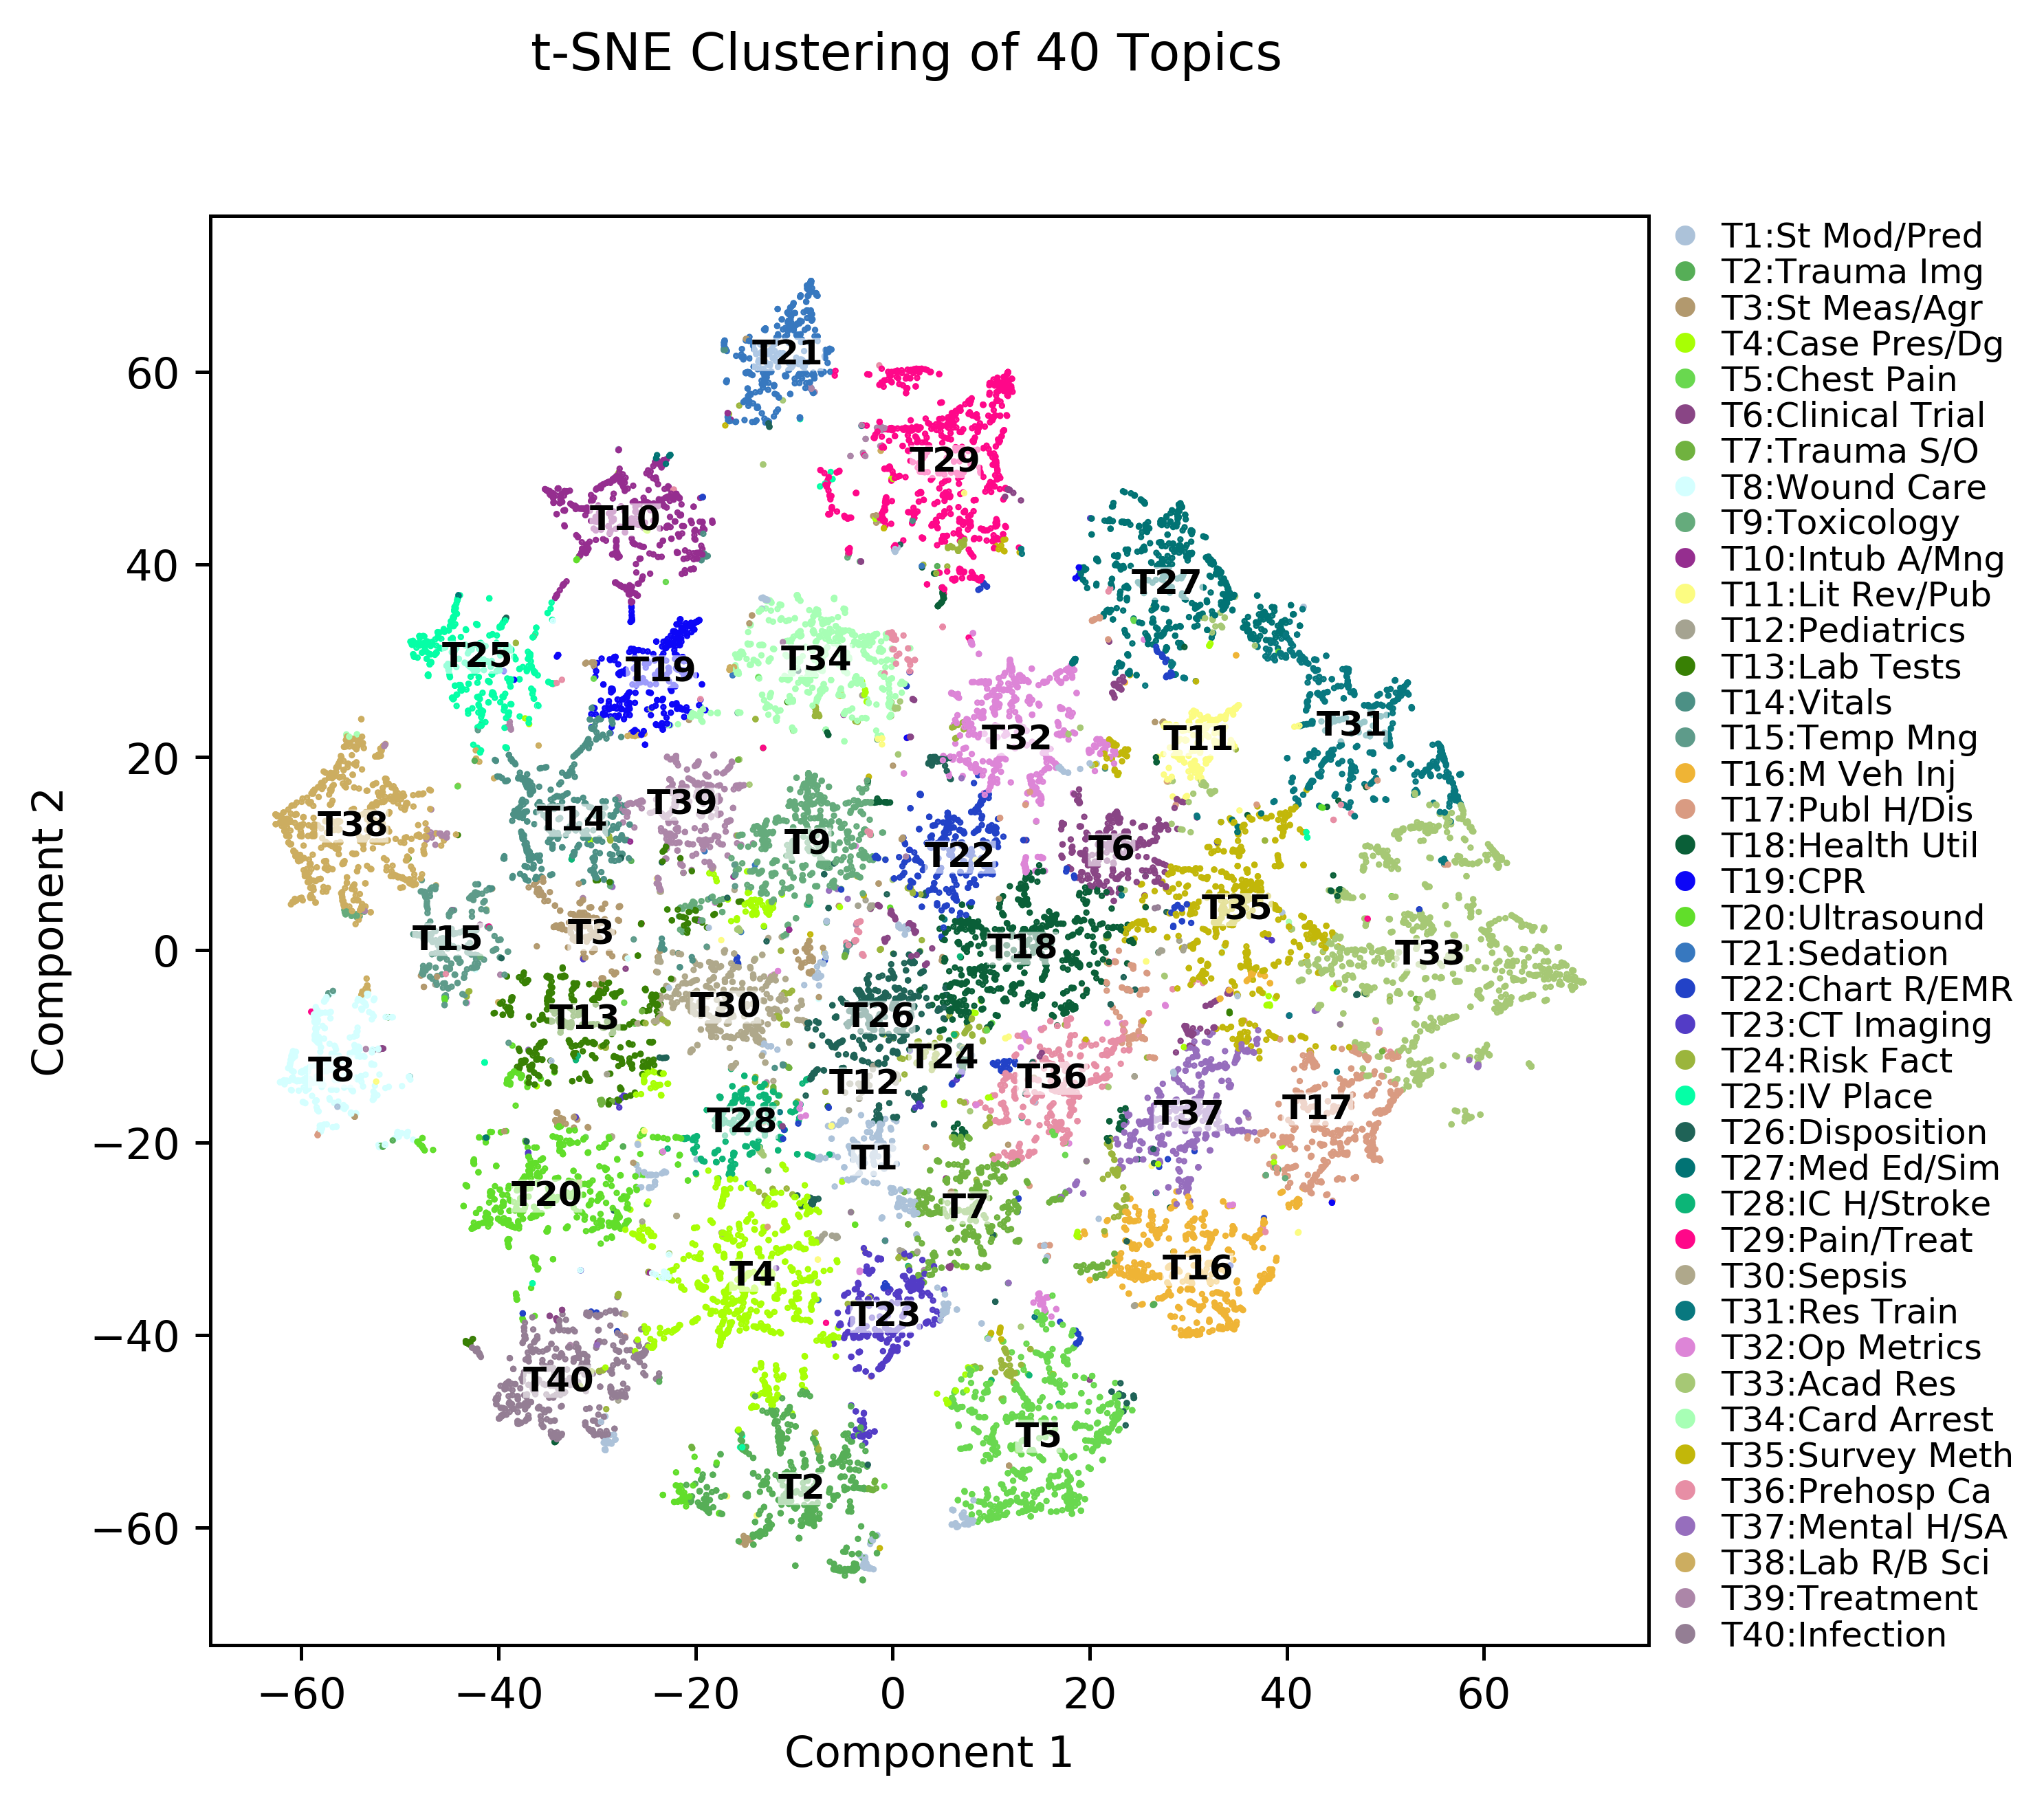 t-SNE Clustering of 40 Topics
T1:St Mod/Pred
T2:Trauma Img
T3:St Meas/Agr
T4:Case Pres/Dg
T5:Chest Pain
T6:Clinical Trial
T7:Trauma S/O
T8:Wound Care
T9:Toxicology
T10:Intub A/Mng
T11:Lit Rev/Pub
T12:Pediatrics
T13:Lab Tests
T14:Vitals
T15:Temp Mng
T16:M Veh Inj
T17:Publ H/Dis
T18:Health Util
T19:CPR
T20:Ultrasound
T21:Sedation
T22:Chart R/EMR
T23:CT Imaging
T24:Risk Fact
T25:IV Place
T26:Disposition
T27:Med Ed/Sim
T28:IC H/Stroke
T29:Pain/Treat
T30:Sepsis
T31:Res Train
T32:Op Metrics
T33:Acad Res
T34:Card Arrest
T35:Survey Meth
T36:Prehosp Ca
T37:Mental H/SA
T38:Lab R/B Sci
T39:Treatment
T40:Infection
T21
T29
T10
T27
T25
T19
T34
T32
T11
T31
T38
T14
T39
T9
T22
T6
T35
T15
T3
T18
T33
T8
T13
T30
T26
T24
T12
T36
T28
T37
T17
T1
T20
T7
T4
T16
T23
T40
T5
T2
60
40
20
0
−20
−40
−60
Component 2
−60
−40
−20
0
20
40
60
Component 1